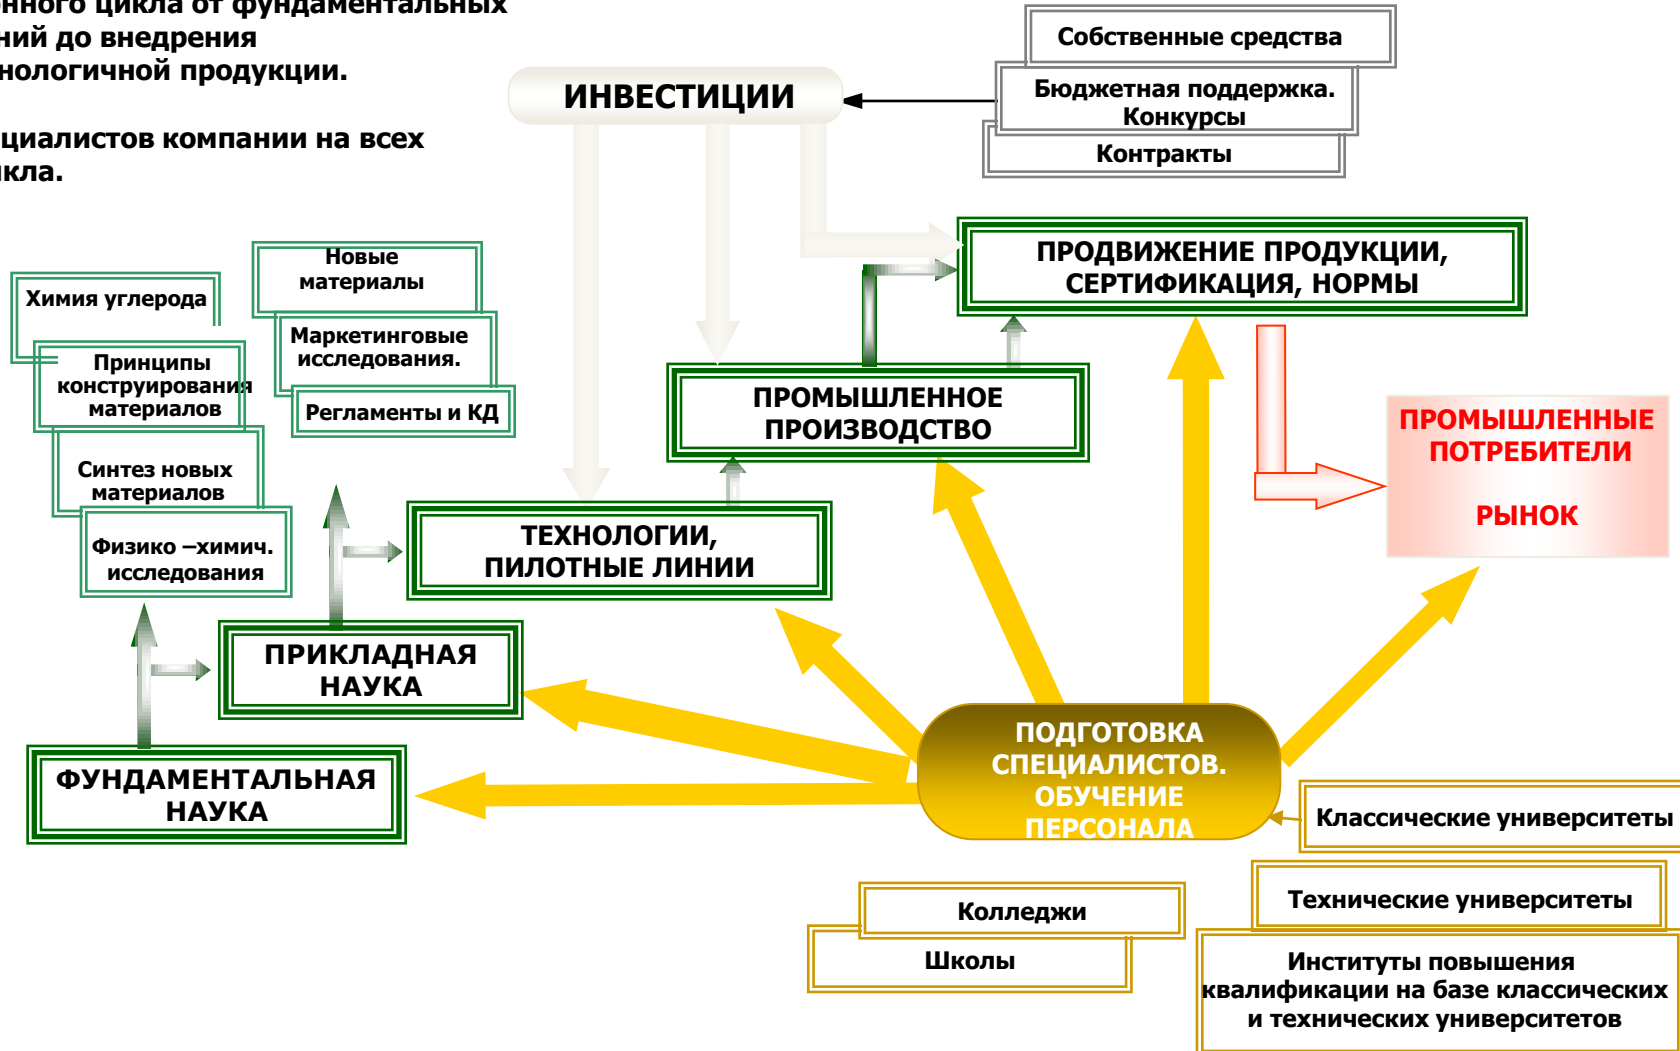 онного цикла от фундаментальных
ний до внедрения
нологичной продукции.
циалистов компании на всех
икла.
Собственные средства
Бюджетная поддержка.
Конкурсы
Контракты
ИНВЕСТИЦИИ
ПРОДВИЖЕНИЕ ПРОДУКЦИИ,
СЕРТИФИКАЦИЯ, НОРМЫ
Химия углерода
Принципы
конструирования
материалов
Синтез новых
материалов
Физико –химич.
исследования
Новые
материалы
Маркетинговые
исследования.
Регламенты и КД
ПРОМЫШЛЕННОЕ
ПРОИЗВОДСТВО
ПРОМЫШЛЕННЫЕ
ПОТРЕБИТЕЛИ
РЫНОК
ТЕХНОЛОГИИ,
ПИЛОТНЫЕ ЛИНИИ
ПРИКЛАДНАЯ
НАУКА
ФУНДАМЕНТАЛЬНАЯ
НАУКА
ПОДГОТОВКА
СПЕЦИАЛИСТОВ.
ОБУЧЕНИЕ
ПЕРСОНАЛА
Классические университеты
Технические университеты
Институты повышения
квалификации на базе классических
и технических университетов
Колледжи
Школы